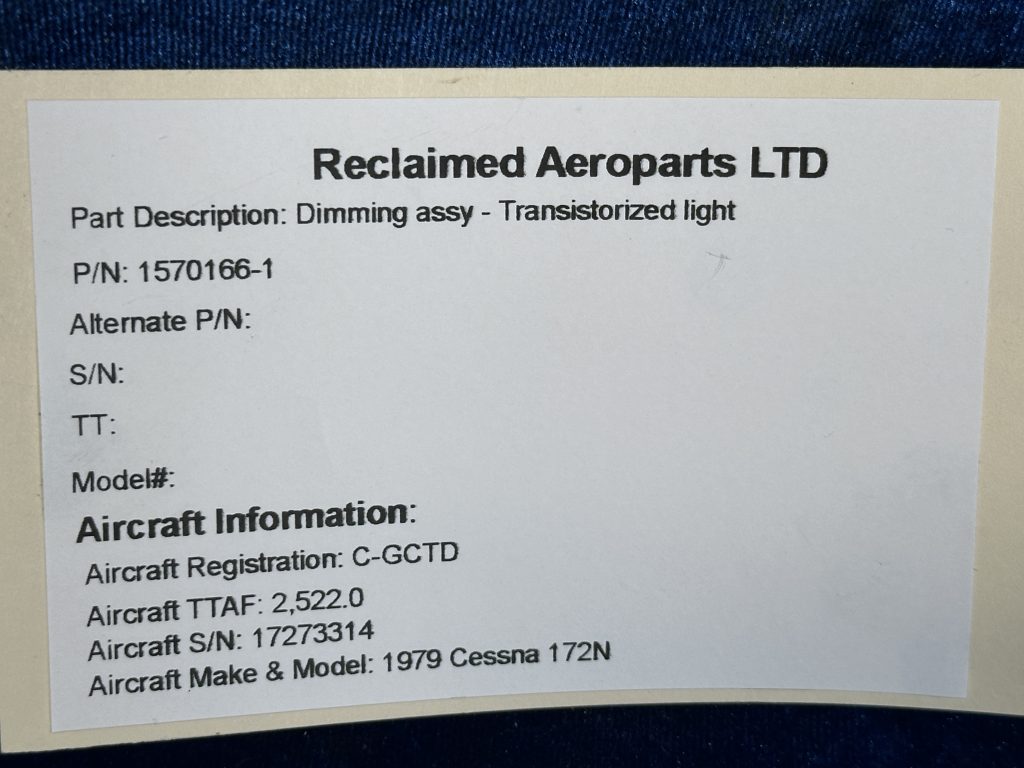 Reclaimed Aeroparts LTD
Part Description: Dimming assy - Transistorized light
P/N: 1570166-1
Alternate P/N:
S/N:
TT:
Model#:
Aircraft Information:
Aircraft Registration: C-GCTD
Aircraft TTAF: 2,522.0
Aircraft S/N: 17273314
Aircraft Make & Model: 1979 Cessna 172N